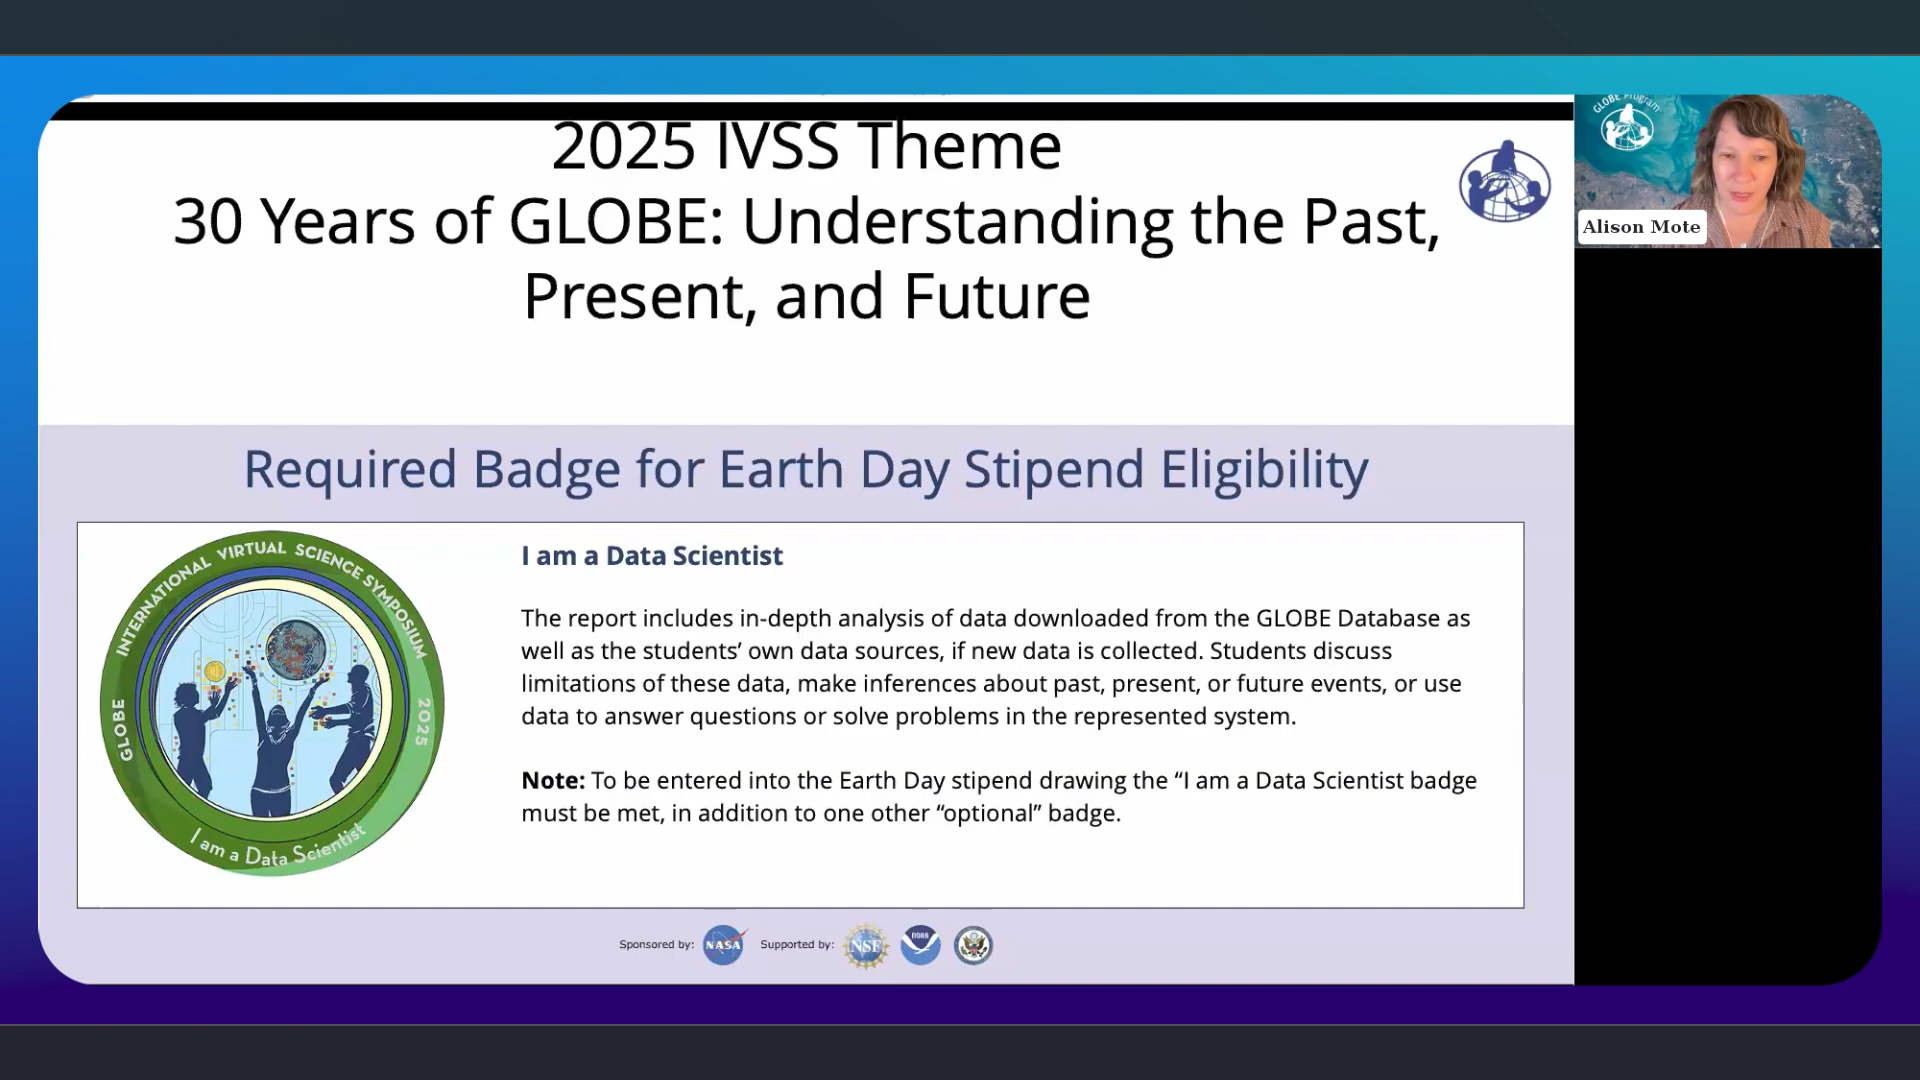 2025 IVSS Theme
30 Years of GLOBE: Understanding the Past,
Present, and Future
GLOBE Program
Alison Mote
Required Badge for Earth Day Stipend Eligibility
GLOBE INTERNATIONAL VIRTUAL SCIENCE SYMPOSIUM 2025
I am a Data Scientist
I am a Data Scientist
The report includes in-depth analysis of data downloaded from the GLOBE Database as
well as the students’ own data sources, if new data is collected. Students discuss
limitations of these data, make inferences about past, present, or future events, or use
data to answer questions or solve problems in the represented system.
Note: To be entered into the Earth Day stipend drawing the “I am a Data Scientist badge
must be met, in addition to one other “optional” badge.
Sponsored by: NASA Supported by: NSF NOAA